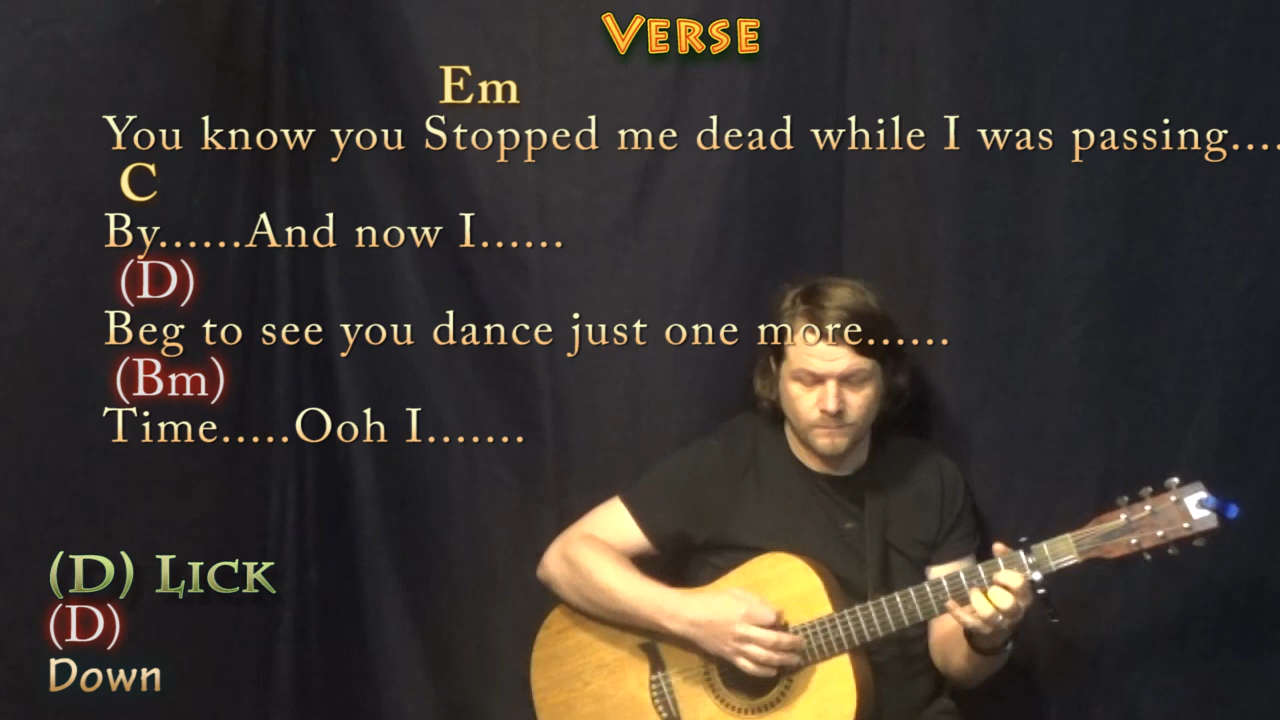 Verse
Em
You know you Stopped me dead while I was passing....
C
By......And now I......
(D)
Beg to see you dance just one more......
(Bm)
Time.....Ooh I.......
(D) Lick
(D)
Down